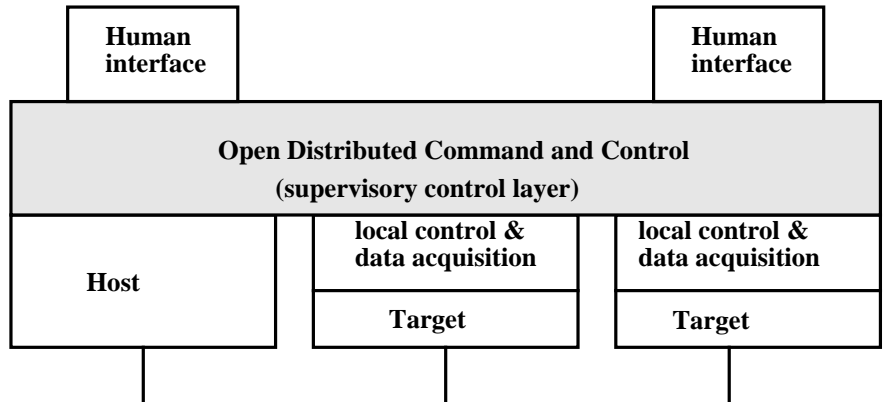 Human
interface
Human
interface
Open Distributed Command and Control
(supervisory control layer)
Host
local control &
data acquisition
Target
local control &
data acquisition
Target